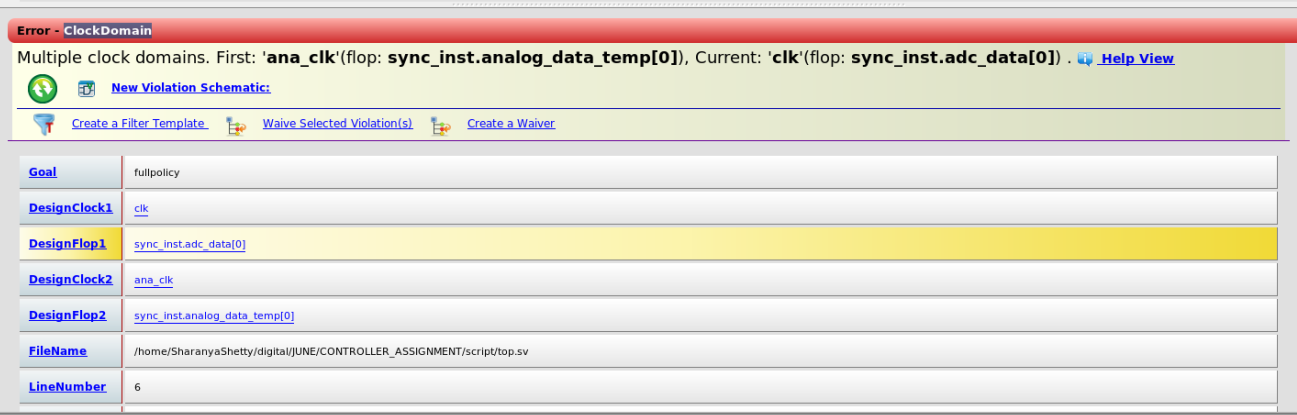 Error - ClockDomain
Multiple clock domains. First: 'ana_clk'(flop: sync_inst.analog_data_temp[0]), Current: 'clk'(flop: sync_inst.adc_data[0]) . Help View
New Violation Schematic:
Create a Filter Template Waive Selected Violation(s) Create a Waiver
Goal fullpolicy
DesignClock1 clk
DesignFlop1 sync_inst.adc_data[0]
DesignClock2 ana_clk
DesignFlop2 sync_inst.analog_data_temp[0]
FileName /home/SharanyaShetty/digital/JUNE/CONTROLLER_ASSIGNMENT/script/top.sv
LineNumber 6